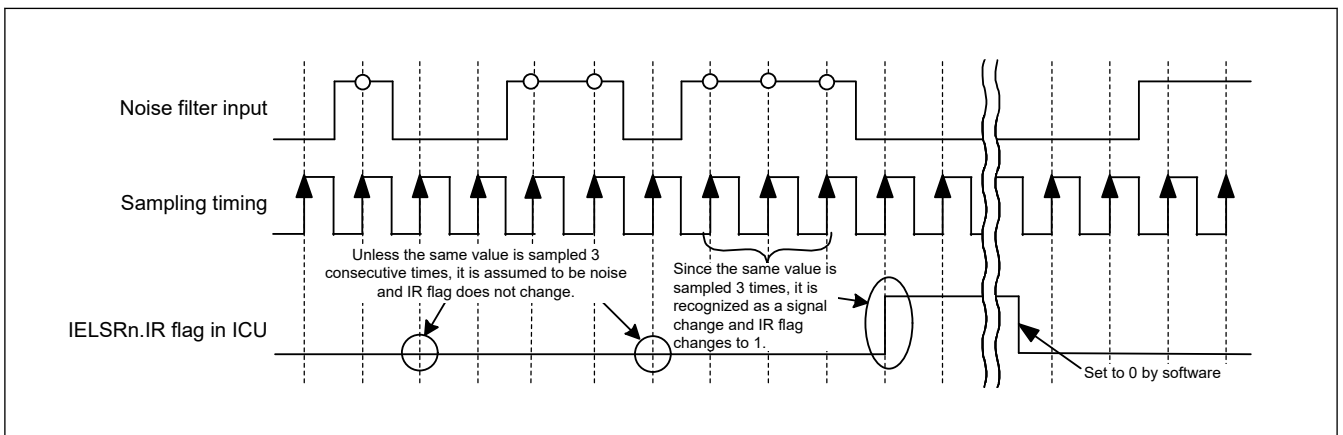 Noise filter input
Sampling timing
Unless the same value is sampled 3
consecutive times, it is assumed to be noise
and IR flag does not change.
Since the same value is
sampled 3 times, it is
recognized as a signal
change and IR flag
changes to 1.
IELSRn.IR flag in ICU
Set to 0 by software